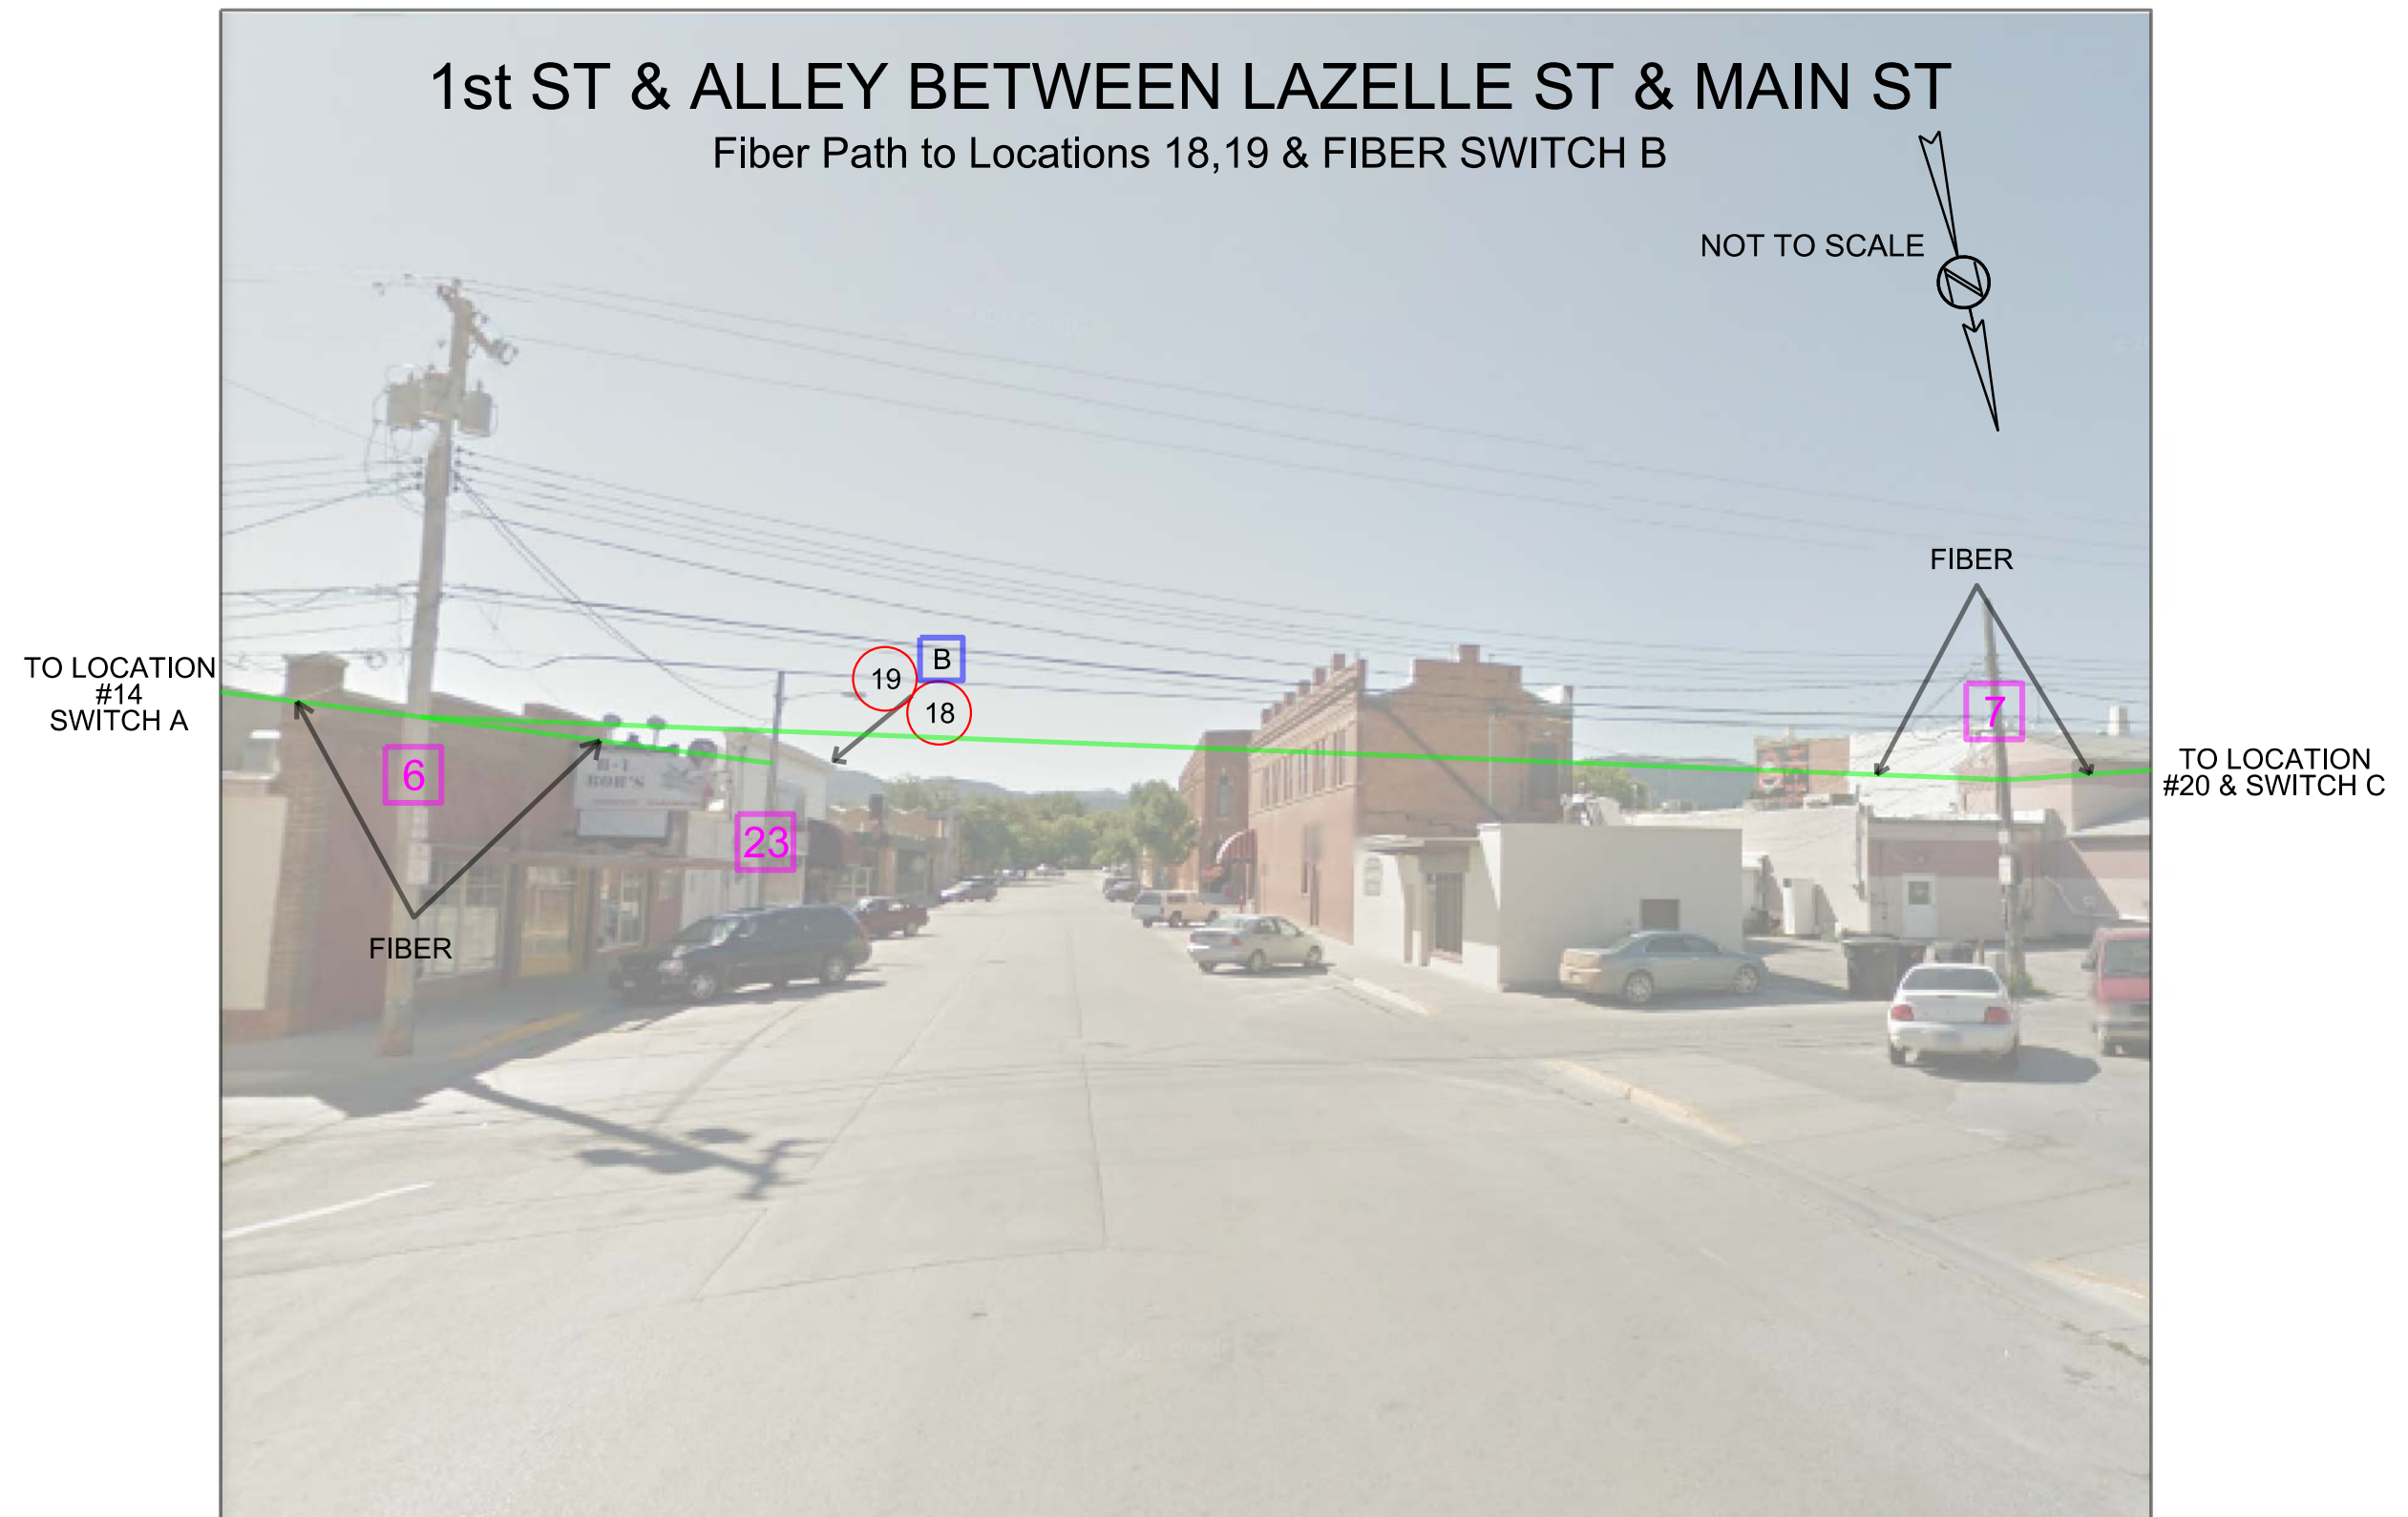 1st ST & ALLEY BETWEEN LAZELLE ST & MAIN ST
Fiber Path to Locations 18,19 & FIBER SWITCH B
NOT TO SCALE
N
FIBER
TO LOCATION
#14
SWITCH A
B
19
18
7
6
BOB'S
TO LOCATION
#20 & SWITCH C
23
FIBER